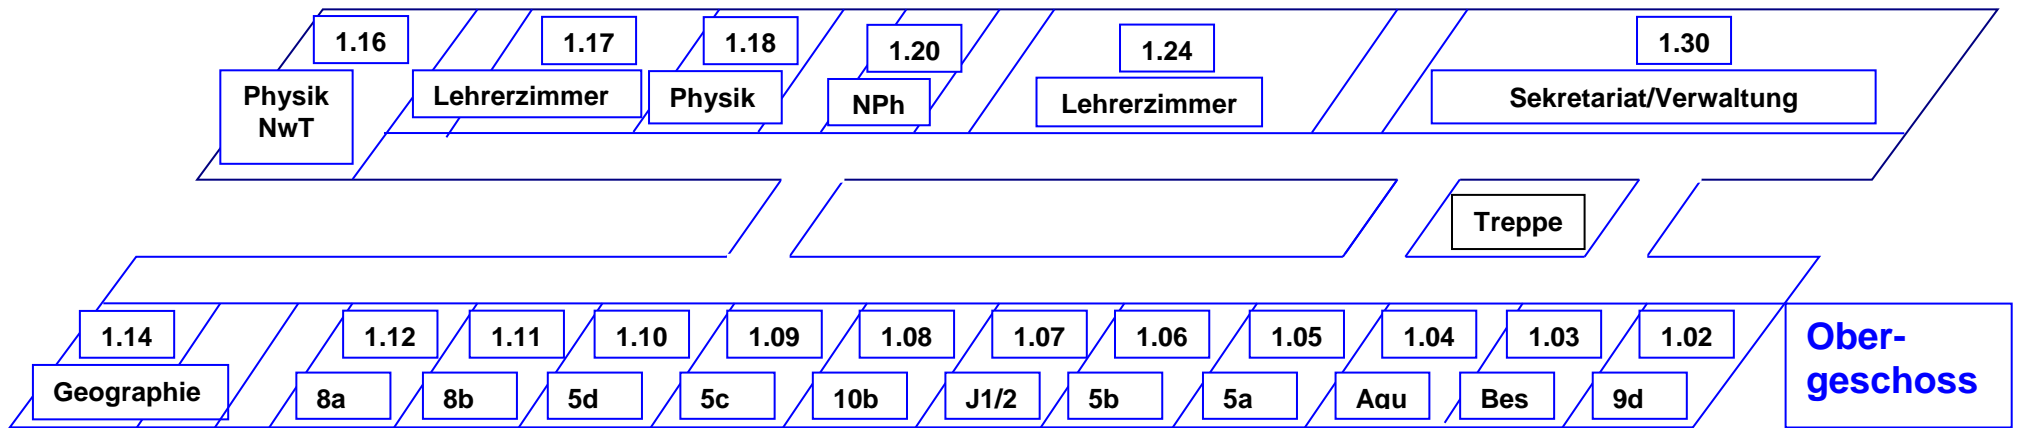 1.16
1.17
1.18
1.20
1.24
1.30
Physik
NwT
Lehrerzimmer
Physik
NPh
Lehrerzimmer
Sekretariat/Verwaltung
Treppe
1.14
1.12
1.11
1.10
1.09
1.08
1.07
1.06
1.05
1.04
1.03
1.02
Geographie
8a
8b
5d
5c
10b
J1/2
5b
5a
Bes
9d
Ober-
geschoss